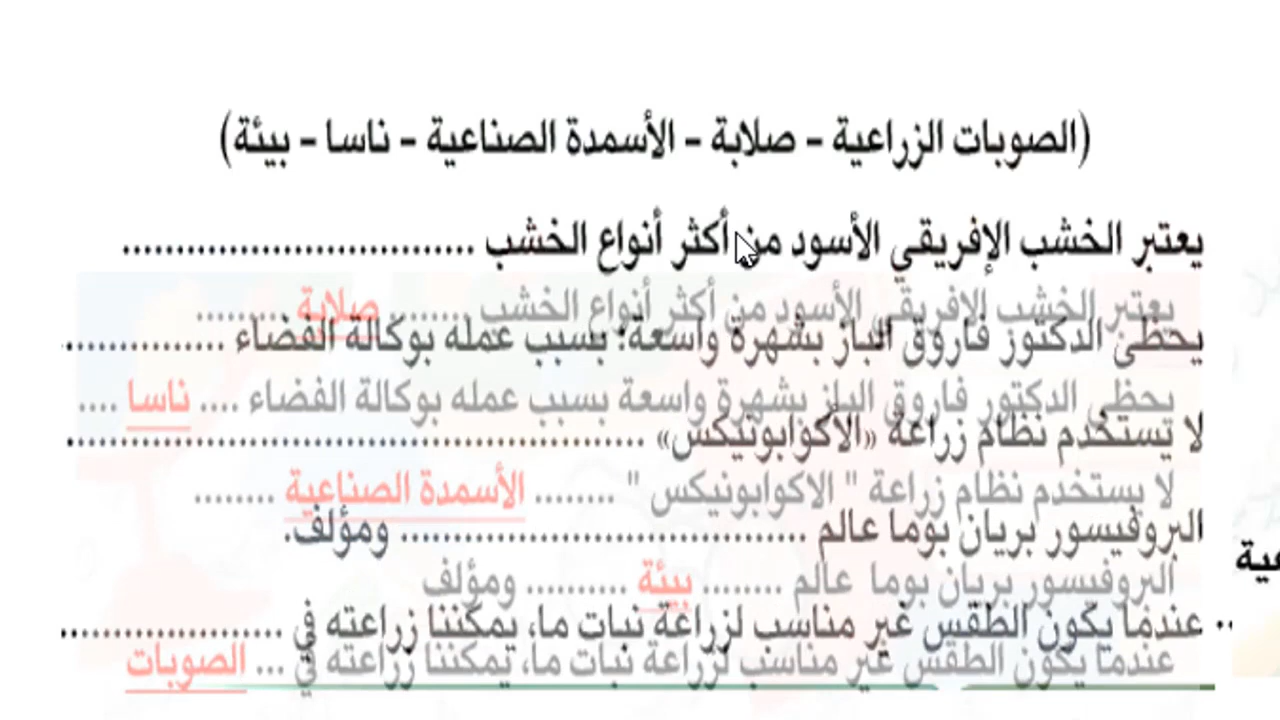 (الصوبات الزراعية – صلابة – الأسمدة الصناعية – ناسا – بيئة)
يعتبر الخشب الإفريقي الأسود من أكثر أنواع الخشب ................................
يعتبر الخشب الإفريقي الأسود من أكثر أنواع الخشب ........ صلابة ........
يحظى الدكتور فاروق الباز بشهرة واسعة؛ بسبب عمله بوكالة الفضاء ...............
يحظى الدكتور فاروق الباز بشهرة واسعة بسبب عمله بوكالة الفضاء .... ناسا ....
لا يستخدم نظام زراعة «الأكوابونيكس» ......................................................
لا يستخدم نظام زراعة " الاكوابونيكس " ........ الأسمدة الصناعية ........
البروفيسور بريان بوما عالم ...................................... ومؤلف.
البروفيسور بريان بوما عالم ........ بيئة .......... ومؤلف
عية
.. عندما يكون الطقس غير مناسب لزراعة نبات ما، يمكننا زراعته في .....................
عندما يكون الطقس غير مناسب لزراعة نبات ما، يمكننا زراعته في ... الصوبات